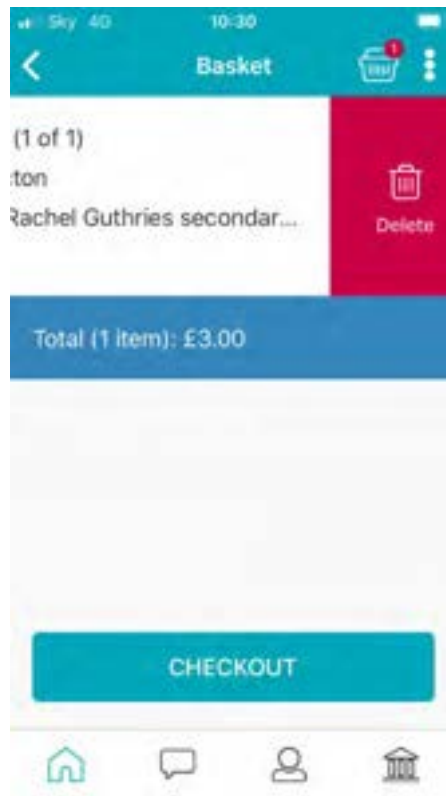 Sky 4G 10:30
Basket
1
(1 of 1)
ton
Rachel Guthries secondar...
Delete
Total (1 item): £3.00
CHECKOUT